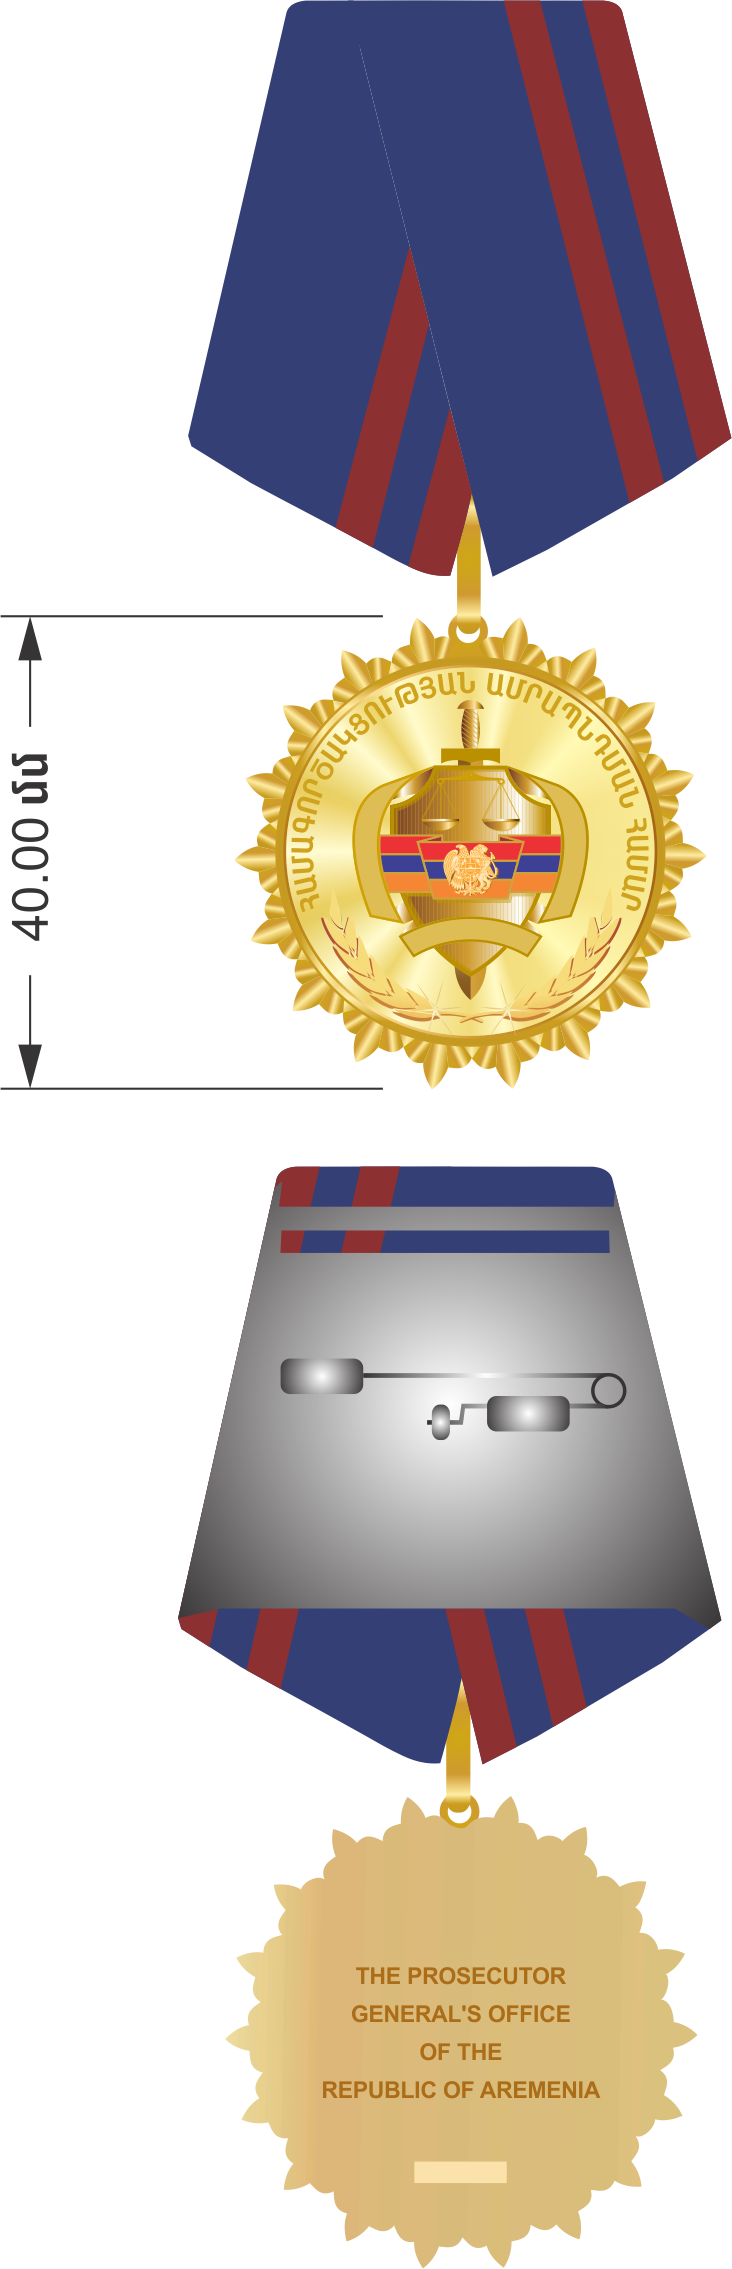 ՀԱՄԱԳՈՐԾԱԿՑՈՒԹՅԱՆ ԱՄՐԱՊՆԴՄԱՆ ՀԱՄԱՐ
40.00 մմ
THE PROSECUTOR
GENERAL'S OFFICE
OF THE
REPUBLIC OF AREMENIA